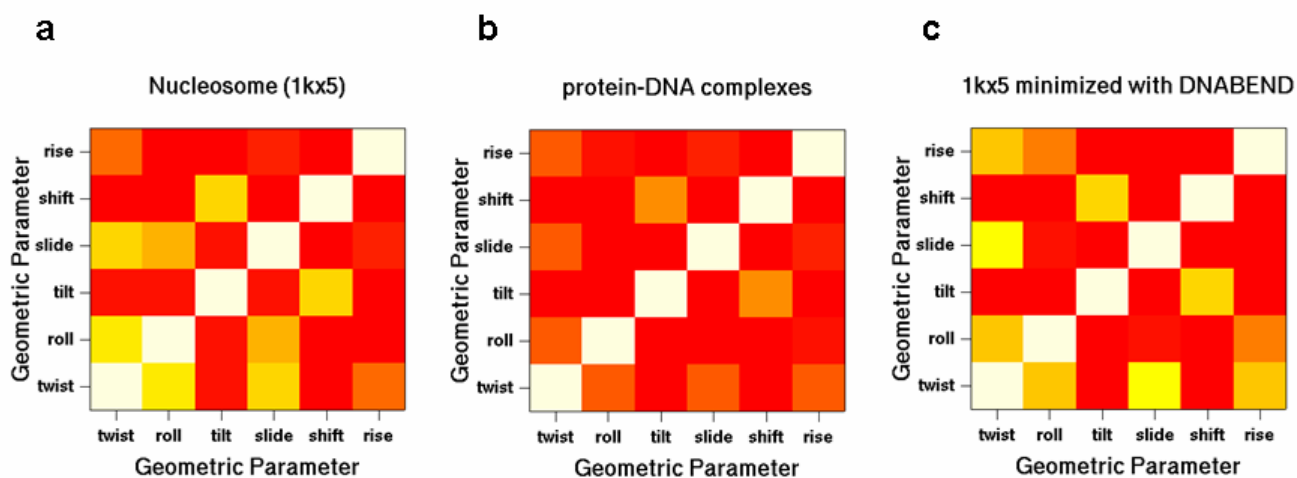 a
Nucleosome (1kx5)
Geometric Parameter
rise
shift
slide
tilt
roll
twist
twist roll tilt slide shift rise
Geometric Parameter
b
protein-DNA complexes
Geometric Parameter
rise
shift
slide
tilt
roll
twist
twist roll tilt slide shift rise
Geometric Parameter
c
1kx5 minimized with DNABEND
Geometric Parameter
rise
shift
slide
tilt
roll
twist
twist roll tilt slide shift rise
Geometric Parameter